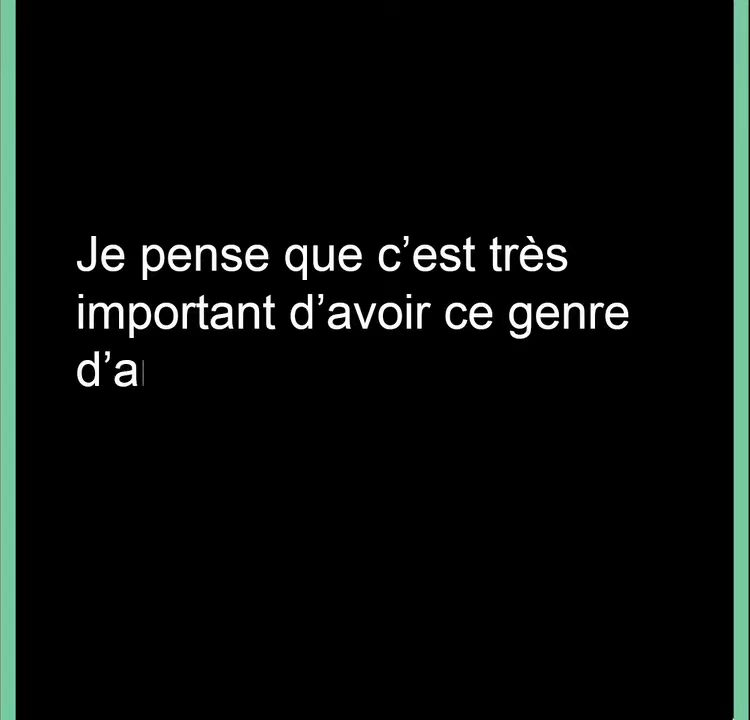 Je pense que c’est très
important d’avoir ce genre
d’a